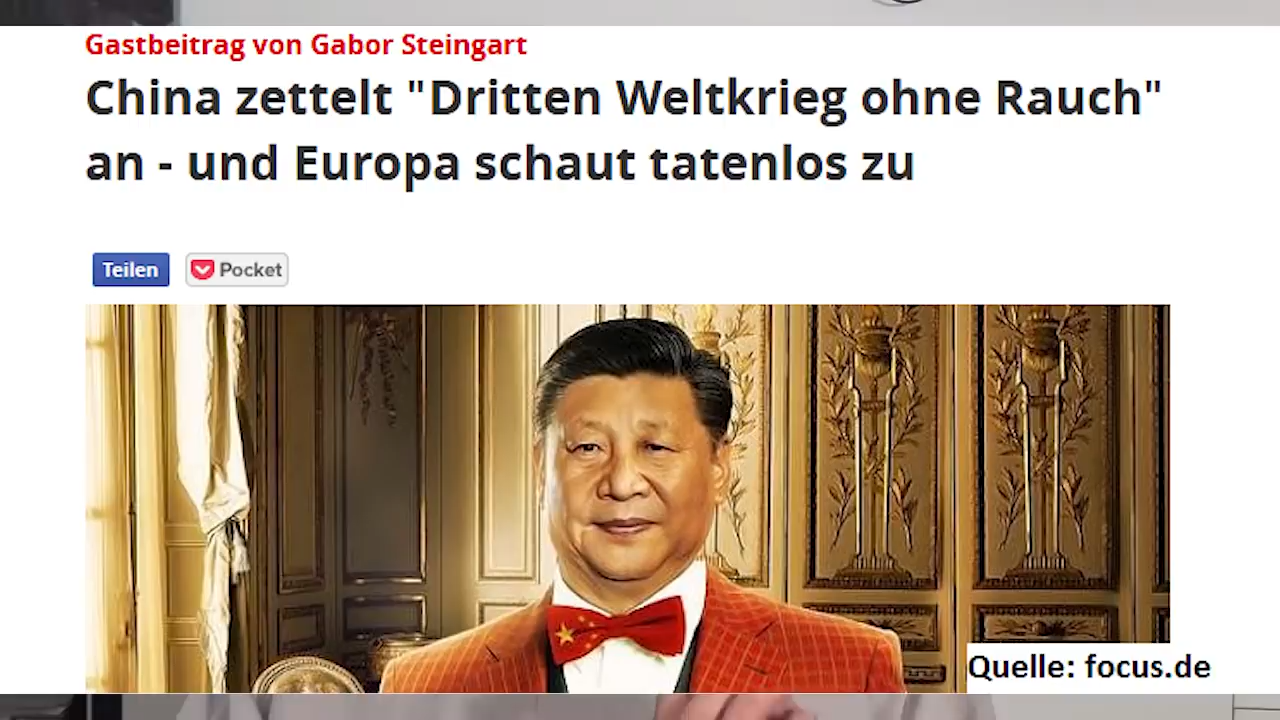 Gastbeitrag von Gabor Steingart
China zettelt "Dritten Weltkrieg ohne Rauch"
an - und Europa schaut tatenlos zu
Teilen
Pocket
Quelle: focus.de